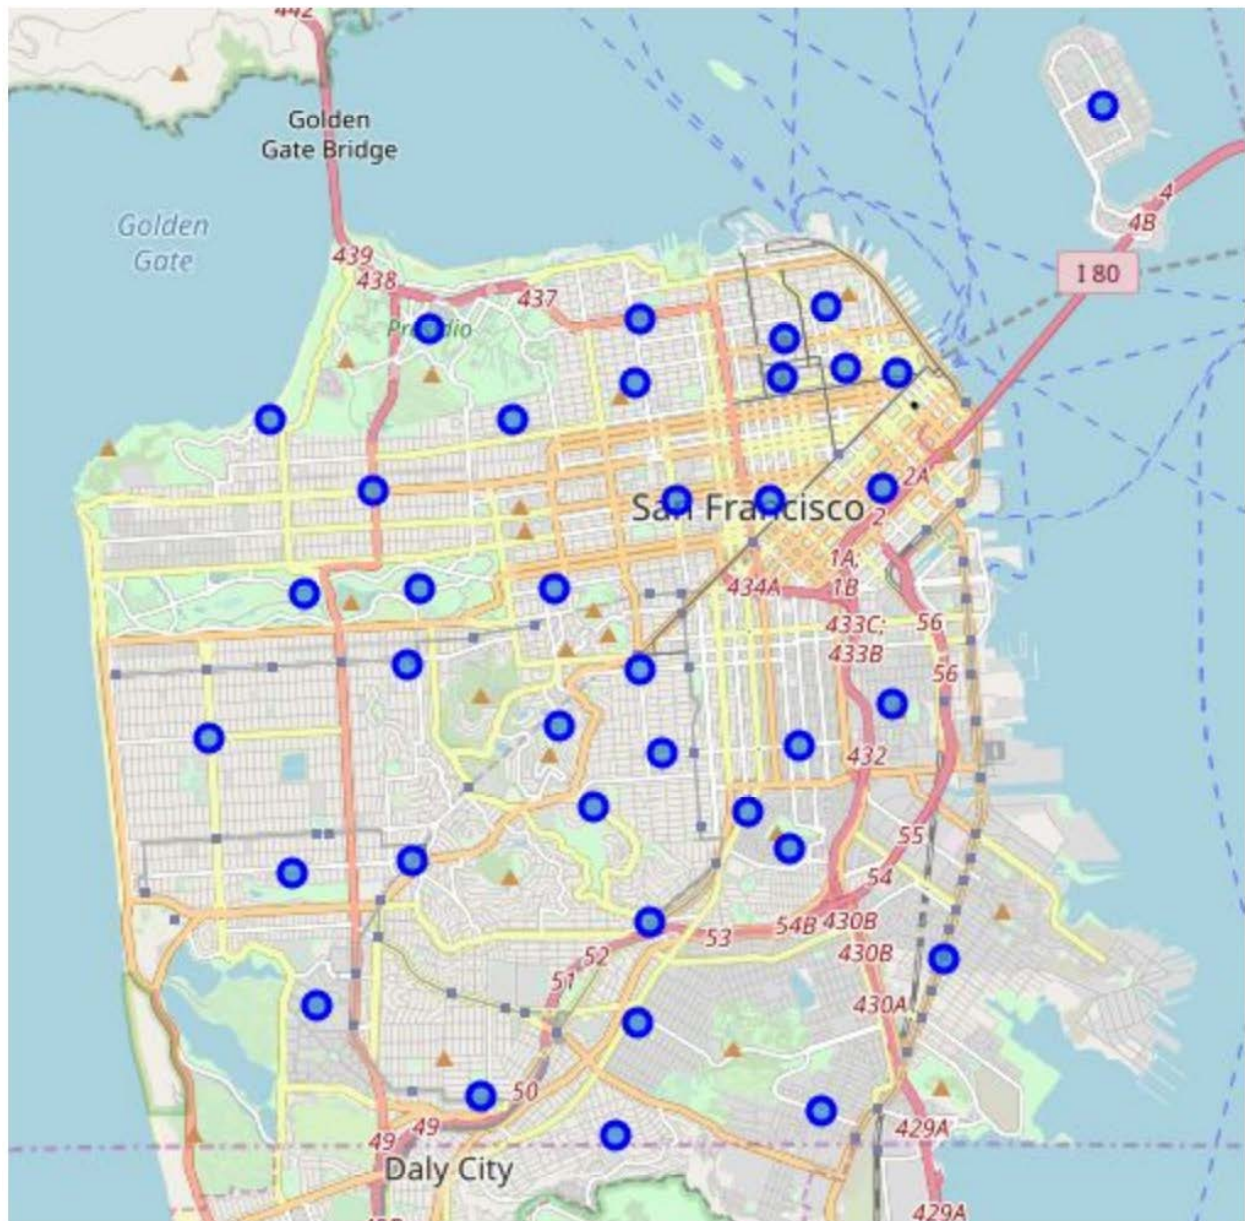 442
Golden
Gate Bridge
Golden
Gate
4
4B
I 80
439
438
437
Presidio
San Francisco
2A
2
1A;
1B
434A
433C;
433B
56
56
432
55
54
54B
430B
53
52
51
430B
430A
50
49
49
429A
Daly City
429A